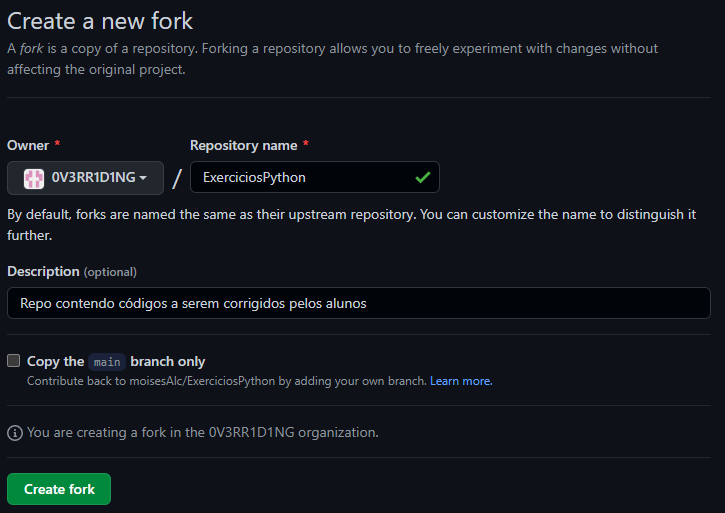 Create a new fork
A fork is a copy of a repository. Forking a repository allows you to freely experiment with changes without
affecting the original project.
Owner *
Repository name *
0V3RR1D1NG
/
ExerciciosPython
By default, forks are named the same as their upstream repository. You can customize the name to distinguish it
further.
Description (optional)
Repo contendo códigos a serem corrigidos pelos alunos
Copy the main branch only
Contribute back to moisesAlc/ExerciciosPython by adding your own branch. Learn more.
You are creating a fork in the 0V3RR1D1NG organization.
Create fork